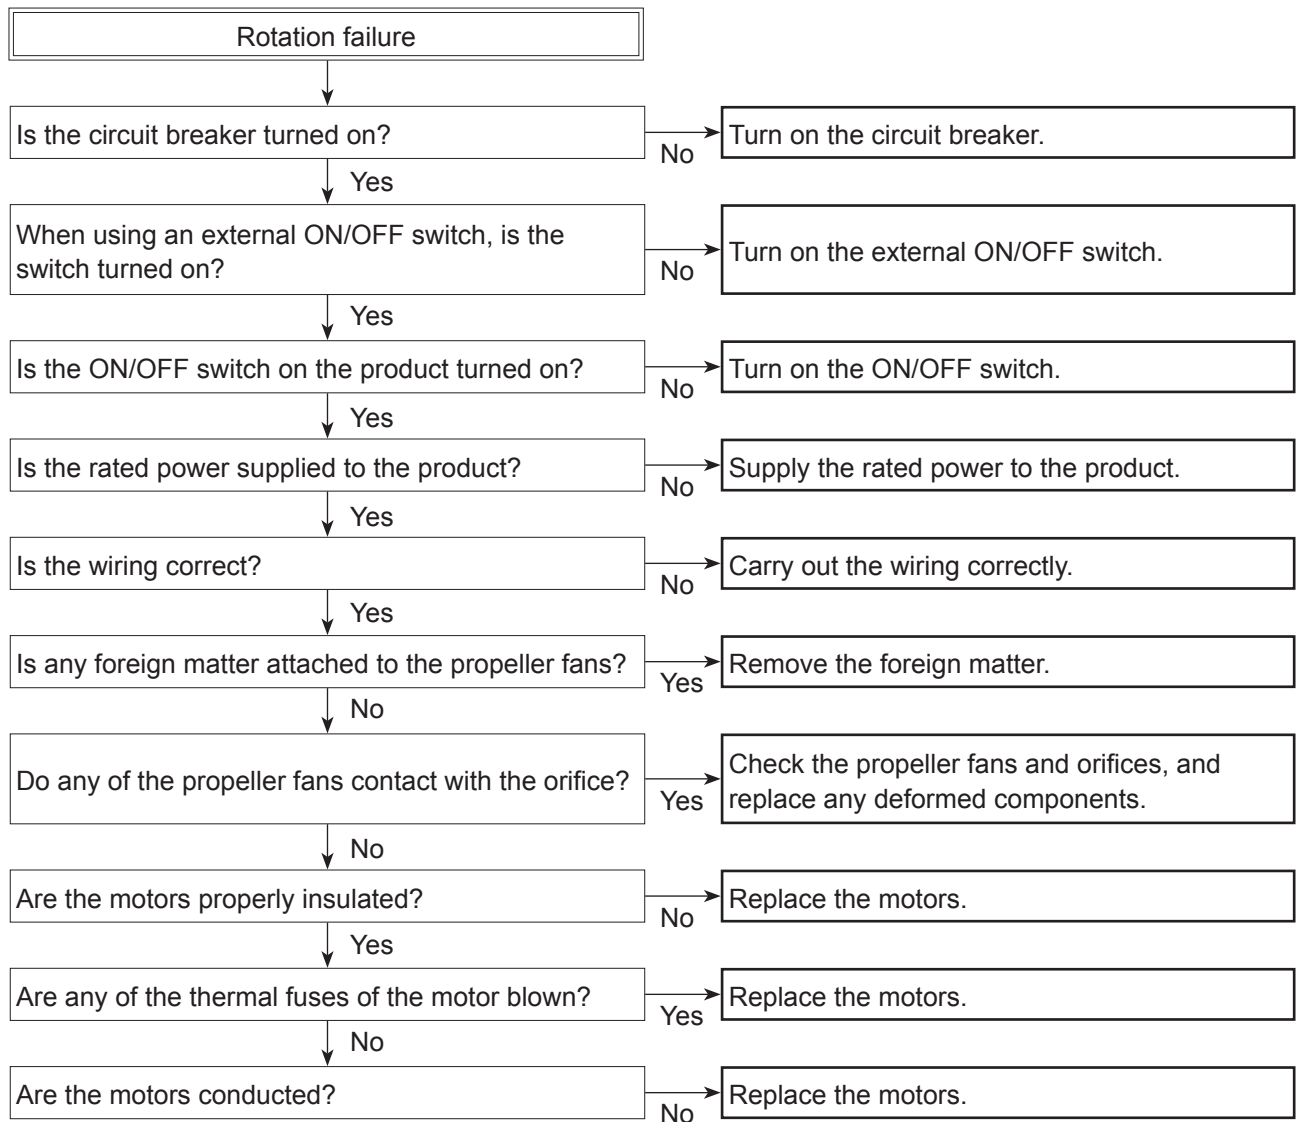 Rotation failure
Is the circuit breaker turned on?
No
Turn on the circuit breaker.
Yes
When using an external ON/OFF switch, is the
switch turned on?
No
Turn on the external ON/OFF switch.
Yes
Is the ON/OFF switch on the product turned on?
No
Turn on the ON/OFF switch.
Yes
Is the rated power supplied to the product?
No
Supply the rated power to the product.
Yes
Is the wiring correct?
No
Carry out the wiring correctly.
Yes
Is any foreign matter attached to the propeller fans?
Yes
Remove the foreign matter.
No
Do any of the propeller fans contact with the orifice?
Yes
Check the propeller fans and orifices, and
replace any deformed components.
No
Are the motors properly insulated?
No
Replace the motors.
Yes
Are any of the thermal fuses of the motor blown?
Yes
Replace the motors.
No
Are the motors conducted?
No
Replace the motors.